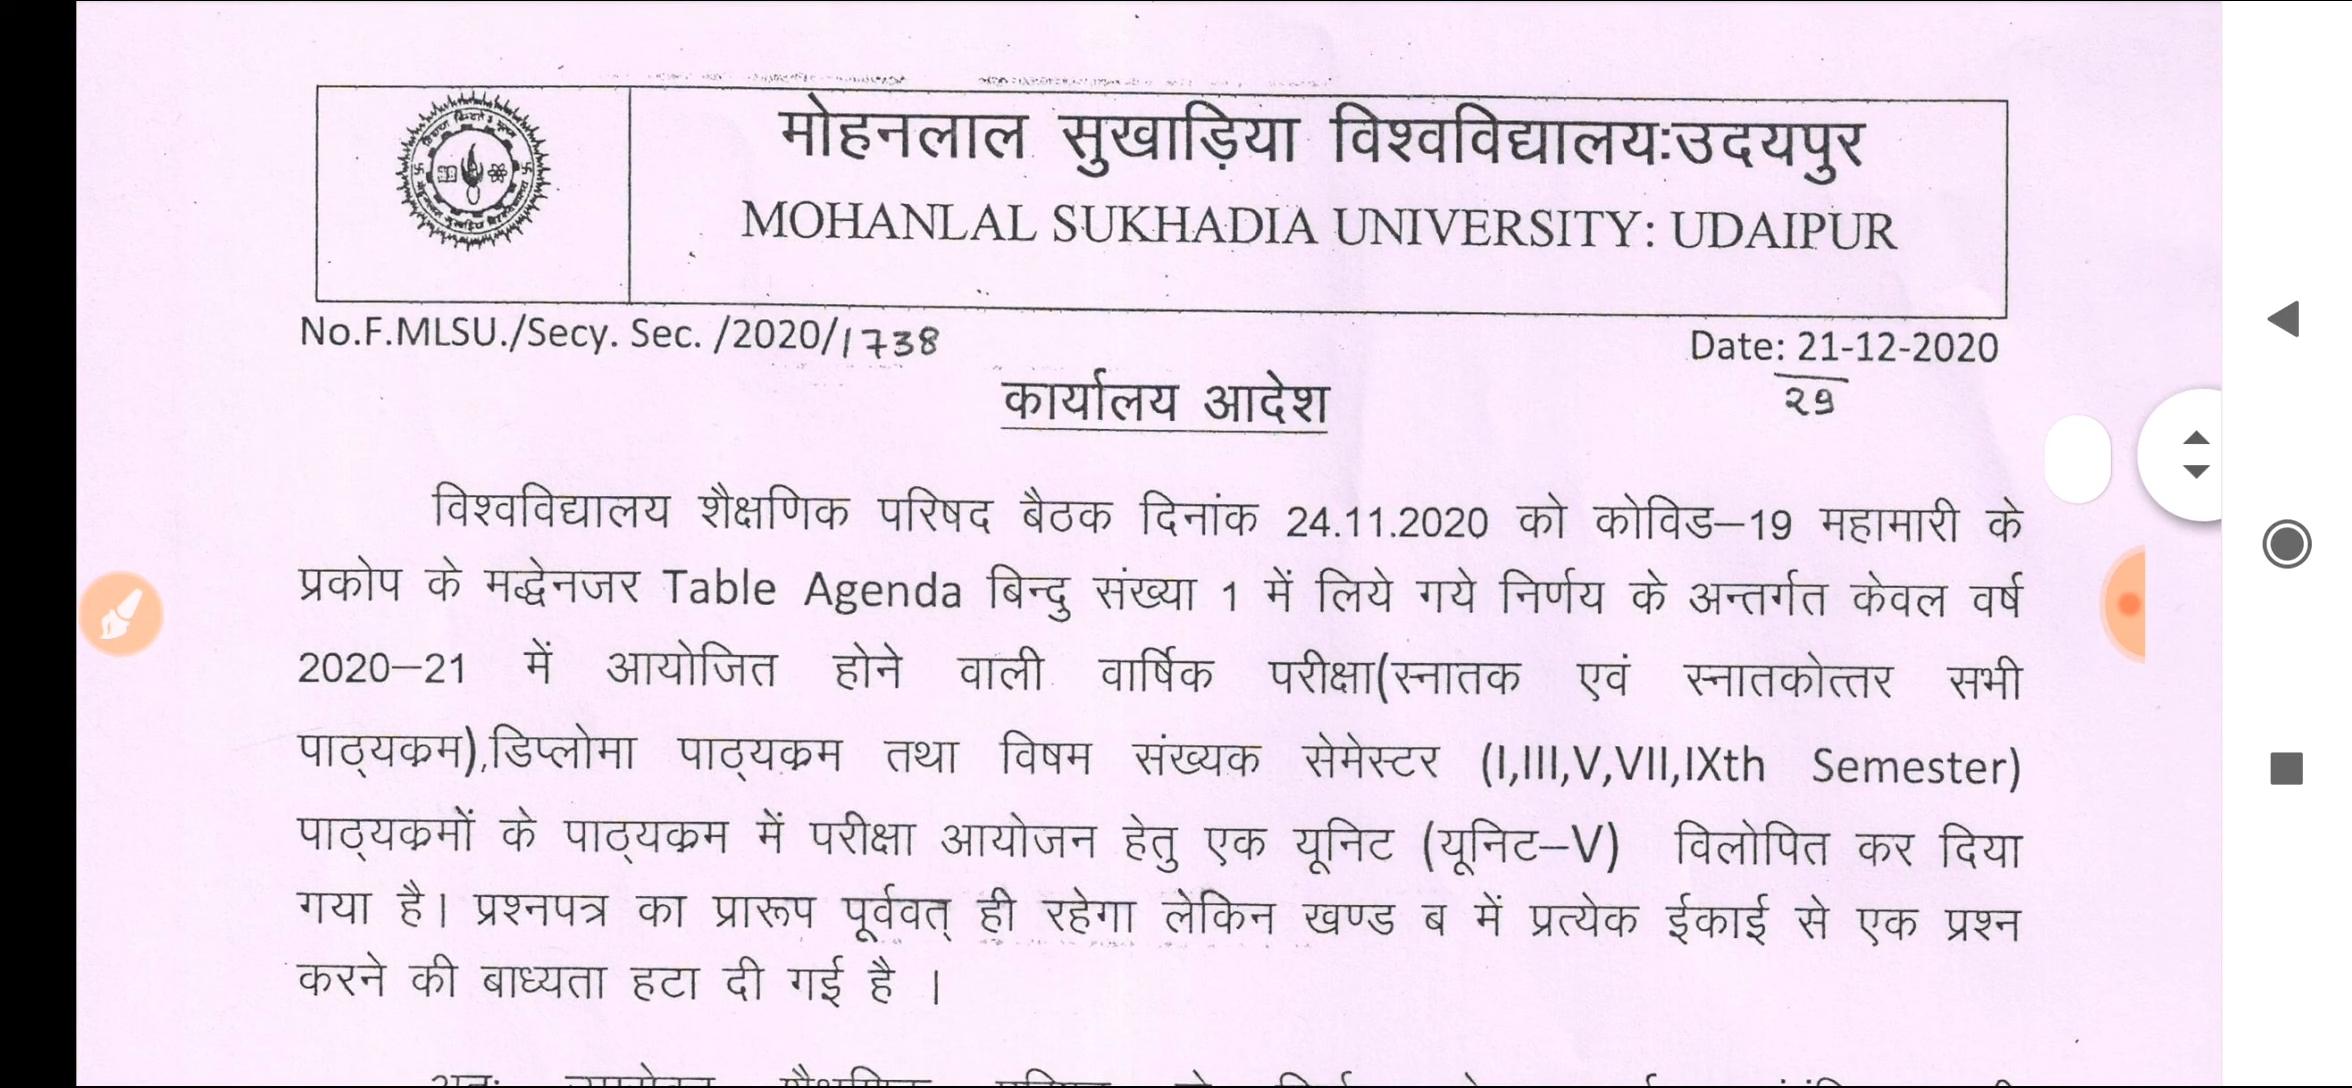 मोहनलाल सुखाड़िया विश्वविद्यालय:उदयपुर
MOHANLAL SUKHADIA UNIVERSITY: UDAIPUR
No.F.MLSU./Secy. Sec. /2020/1738
Date: 21-12-2020
29
कार्यालय आदेश
विश्वविद्यालय शैक्षणिक परिषद बैठक दिनांक 24.11.2020 को कोविड–19 महामारी के
प्रकोप के मद्धेनजर Table Agenda बिन्दु संख्या 1 में लिये गये निर्णय के अन्तर्गत केवल वर्ष
2020–21 में आयोजित होने वाली वार्षिक परीक्षा(स्नातक एवं स्नातकोत्तर सभी
पाठ्यक्रम),डिप्लोमा पाठ्यक्रम तथा विषम संख्यक सेमेस्टर (I,III,V,VII,IXth Semester)
पाठ्यक्रमों के पाठ्यक्रम में परीक्षा आयोजन हेतु एक यूनिट (यूनिट–V) विलोपित कर दिया
गया है। प्रश्नपत्र का प्रारूप पूर्ववत् ही रहेगा लेकिन खण्ड ब में प्रत्येक ईकाई से एक प्रश्न
करने की बाध्यता हटा दी गई है ।